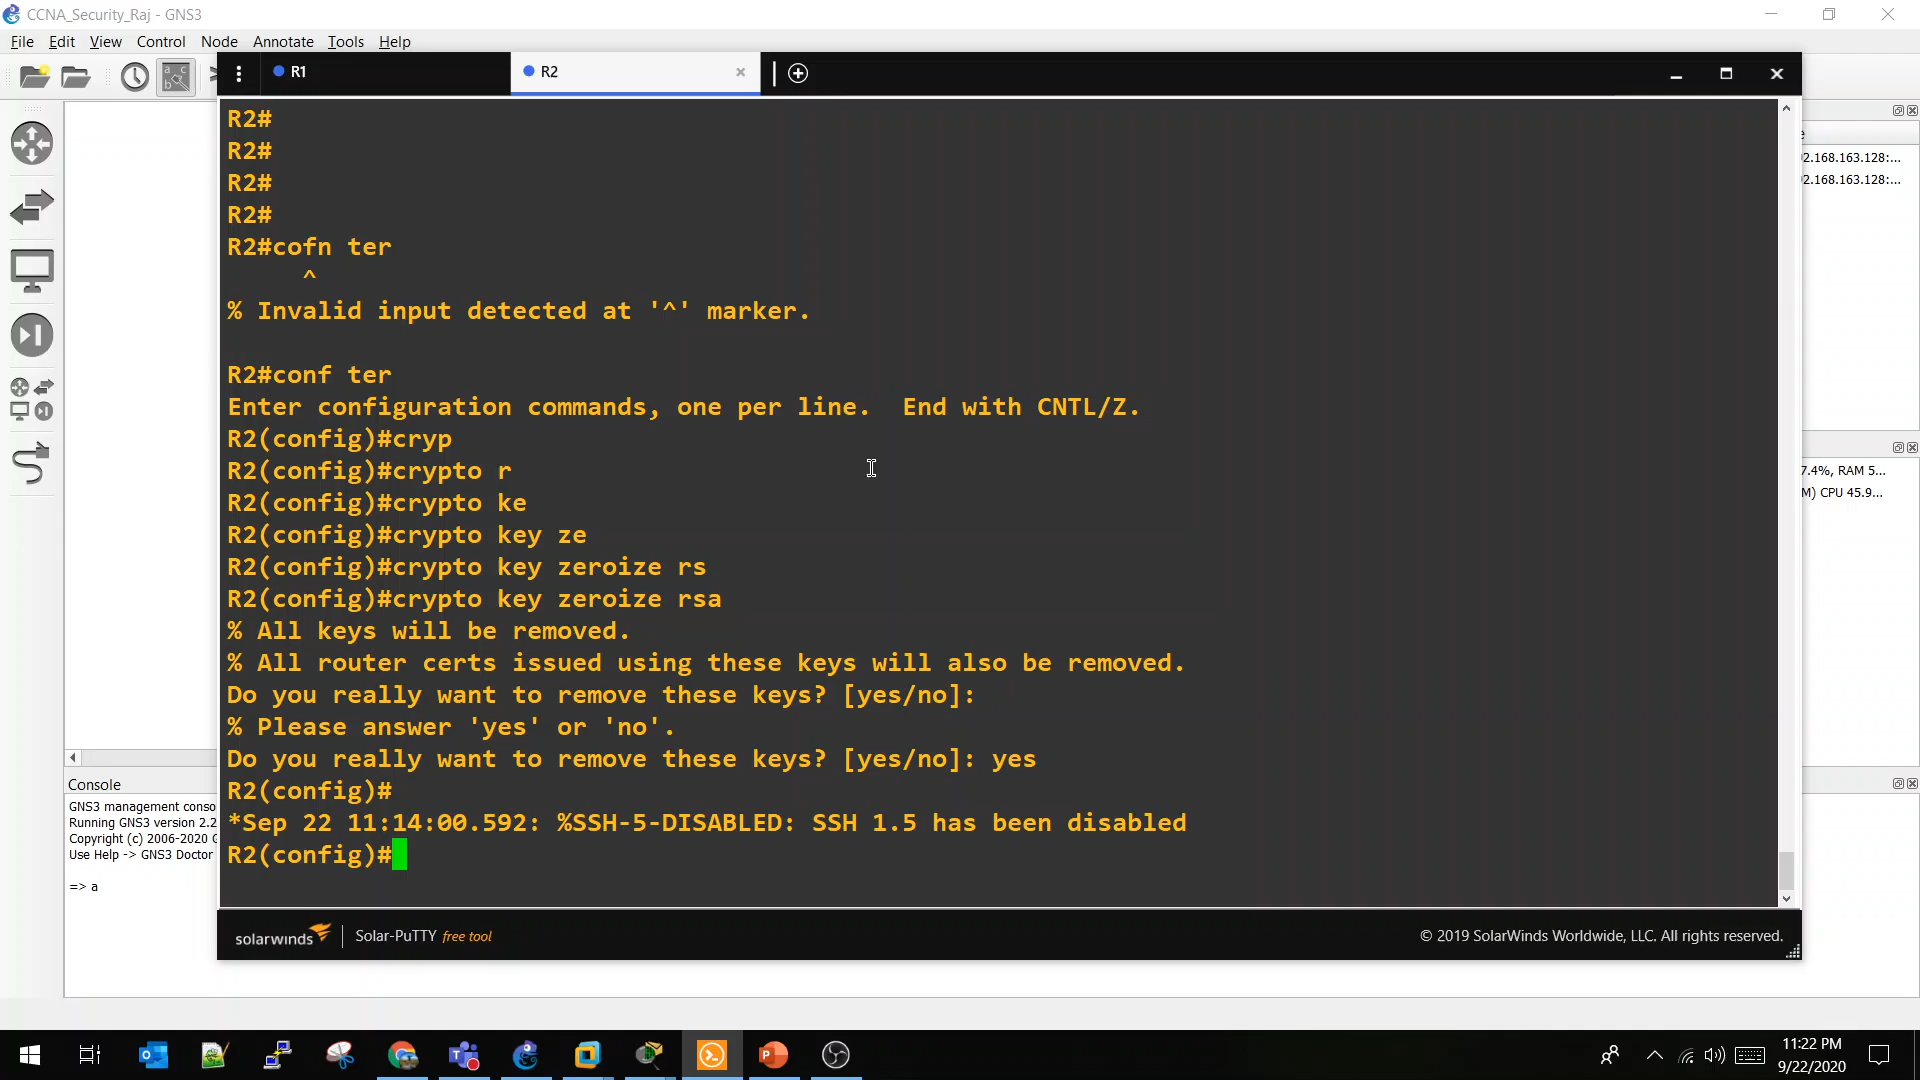 CCNA_Security_Raj - GNS3
File Edit View Control Node Annotate Tools Help
R1
R2
R2#
R2#
R2#
R2#
R2#cofn ter
^
% Invalid input detected at '^' marker.
R2#conf ter
Enter configuration commands, one per line.  End with CNTL/Z.
R2(config)#cryp
R2(config)#crypto r
R2(config)#crypto ke
R2(config)#crypto key ze
R2(config)#crypto key zeroize rs
R2(config)#crypto key zeroize rsa
% All keys will be removed.
% All router certs issued using these keys will also be removed.
Do you really want to remove these keys? [yes/no]:
% Please answer 'yes' or 'no'.
Do you really want to remove these keys? [yes/no]: yes
R2(config)#
*Sep 22 11:14:00.592: %SSH-5-DISABLED: SSH 1.5 has been disabled
R2(config)#
solarwinds
Solar-PuTTY free tool
© 2019 SolarWinds Worldwide, LLC. All rights reserved.
2.168.163.128:...
2.168.163.128:...
7.4%, RAM 5...
M) CPU 45.9...
Console
GNS3 management conso
Running GNS3 version 2.2
Copyright (c) 2006-2020 G
Use Help -> GNS3 Doctor
=> a
11:22 PM
9/22/2020